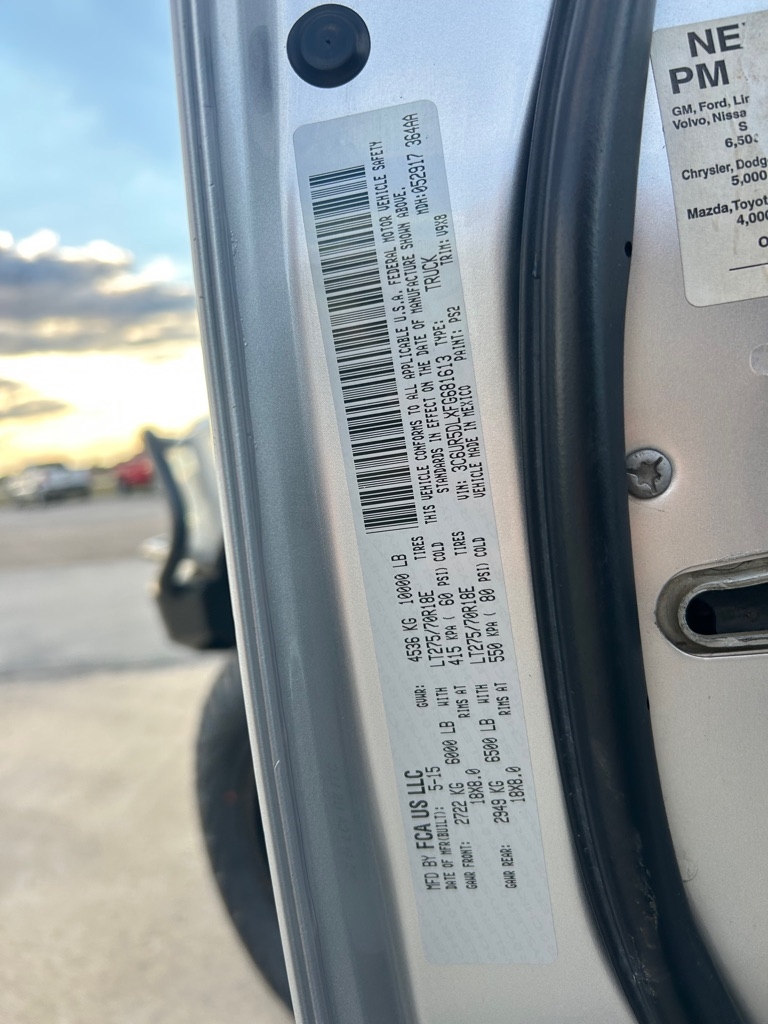 MFD BY FCA US LLC
DATE OF MFR(BUILT): 5-15 GVWR: 4536 KG 10000 LB
GAWR FRONT: 2722 KG 6000 LB WITH TIRES
18X8.0 RIMS AT LT275/70R18E
415 KPA ( 60 PSI) COLD
GAWR REAR: 2949 KG 6500 LB WITH TIRES
18X8.0 RIMS AT LT275/70R18E
550 KPA ( 80 PSI) COLD
THIS VEHICLE CONFORMS TO ALL APPLICABLE U.S.A. FEDERAL MOTOR VEHICLE SAFETY
STANDARDS IN EFFECT ON THE DATE OF MANUFACTURE SHOWN ABOVE.
VIN: 3C6UR5DLXFG681613 TYPE: TRUCK MDH:052917 364AA
VEHICLE MADE IN MEXICO PAINT: PS2 TRIM: V9X8
NE
PM
GM, Ford, Lin
Volvo, Nissa
S
6,50
Chrysler, Dodg
5,000
Mazda, Toyot
4,000
O